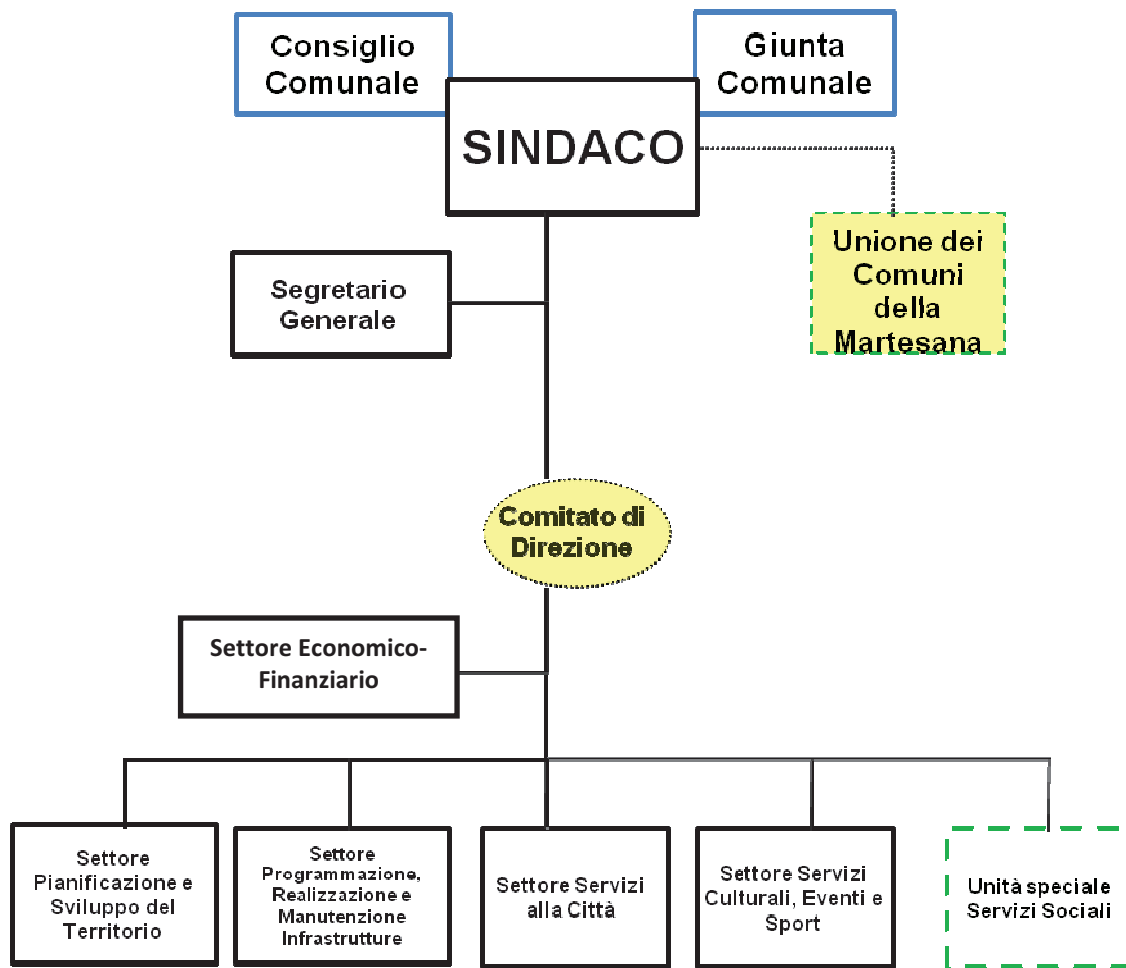 Consiglio
Comunale
Giunta
Comunale
SINDACO
Unione dei
Comuni
della
Martesana
Segretario
Generale
Comitato di
Direzione
Settore Economico-
Finanziario
Settore
Pianificazione e
Sviluppo del
Territorio
Settore
Programmazione,
Realizzazione e
Manutenzione
Infrastrutture
Settore Servizi
alla Città
Settore Servizi
Culturali, Eventi e
Sport
Unità speciale
Servizi Sociali